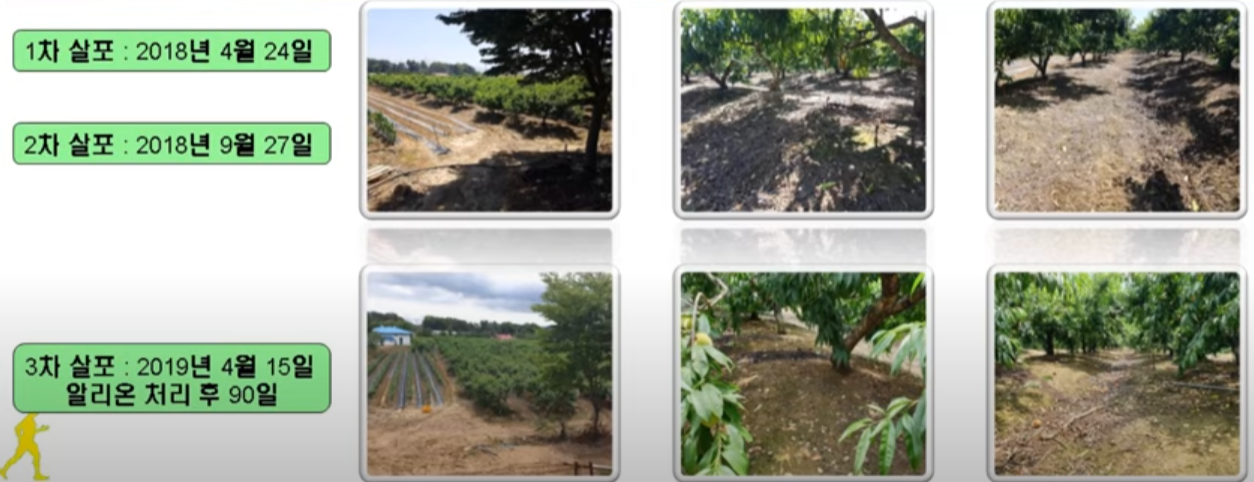 1차 살포 : 2018년 4월 24일
2차 살포 : 2018년 9월 27일
3차 살포 : 2019년 4월 15일
알리온 처리 후 90일